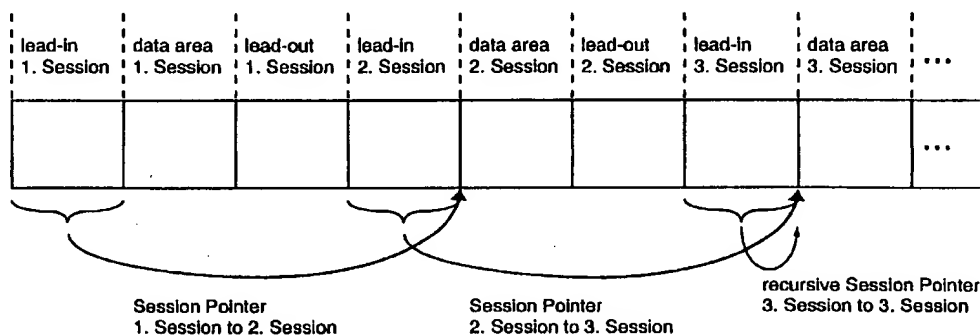 lead-in
1. Session
data area
1. Session
lead-out
1. Session
lead-in
2. Session
data area
2. Session
lead-out
2. Session
lead-in
3. Session
data area
3. Session
...
...
Session Pointer
1. Session to 2. Session
Session Pointer
2. Session to 3. Session
recursive Session Pointer
3. Session to 3. Session